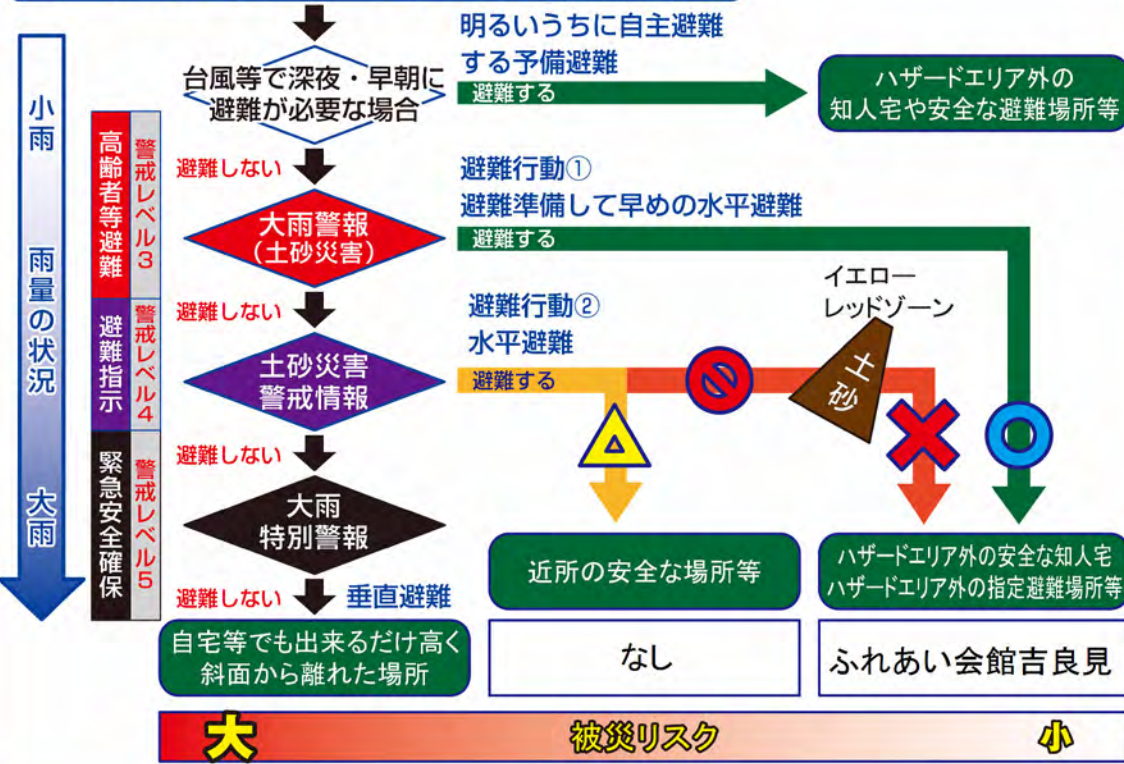 明るいうちに自主避難
する予備避難
台風等で深夜・早朝に
避難が必要な場合
避難する
ハザードエリア外の
知人宅や安全な避難場所等
小雨
雨量の状況
大雨
高齢者等避難
警戒レベル3
避難しない
避難行動①
避難準備して早めの水平避難
大雨警報
(土砂災害)
避難する
避難指示
警戒レベル4
避難しない
避難行動②
水平避難
土砂災害
警戒情報
避難する
イエロー
レッドゾーン
土砂
緊急安全確保
警戒レベル5
避難しない
大雨
特別警報
避難しない
垂直避難
自宅等でも出来るだけ高く
斜面から離れた場所
近所の安全な場所等
なし
ハザードエリア外の安全な知人宅
ハザードエリア外の指定避難場所等
ふれあい会館吉良見
大
被災リスク
小